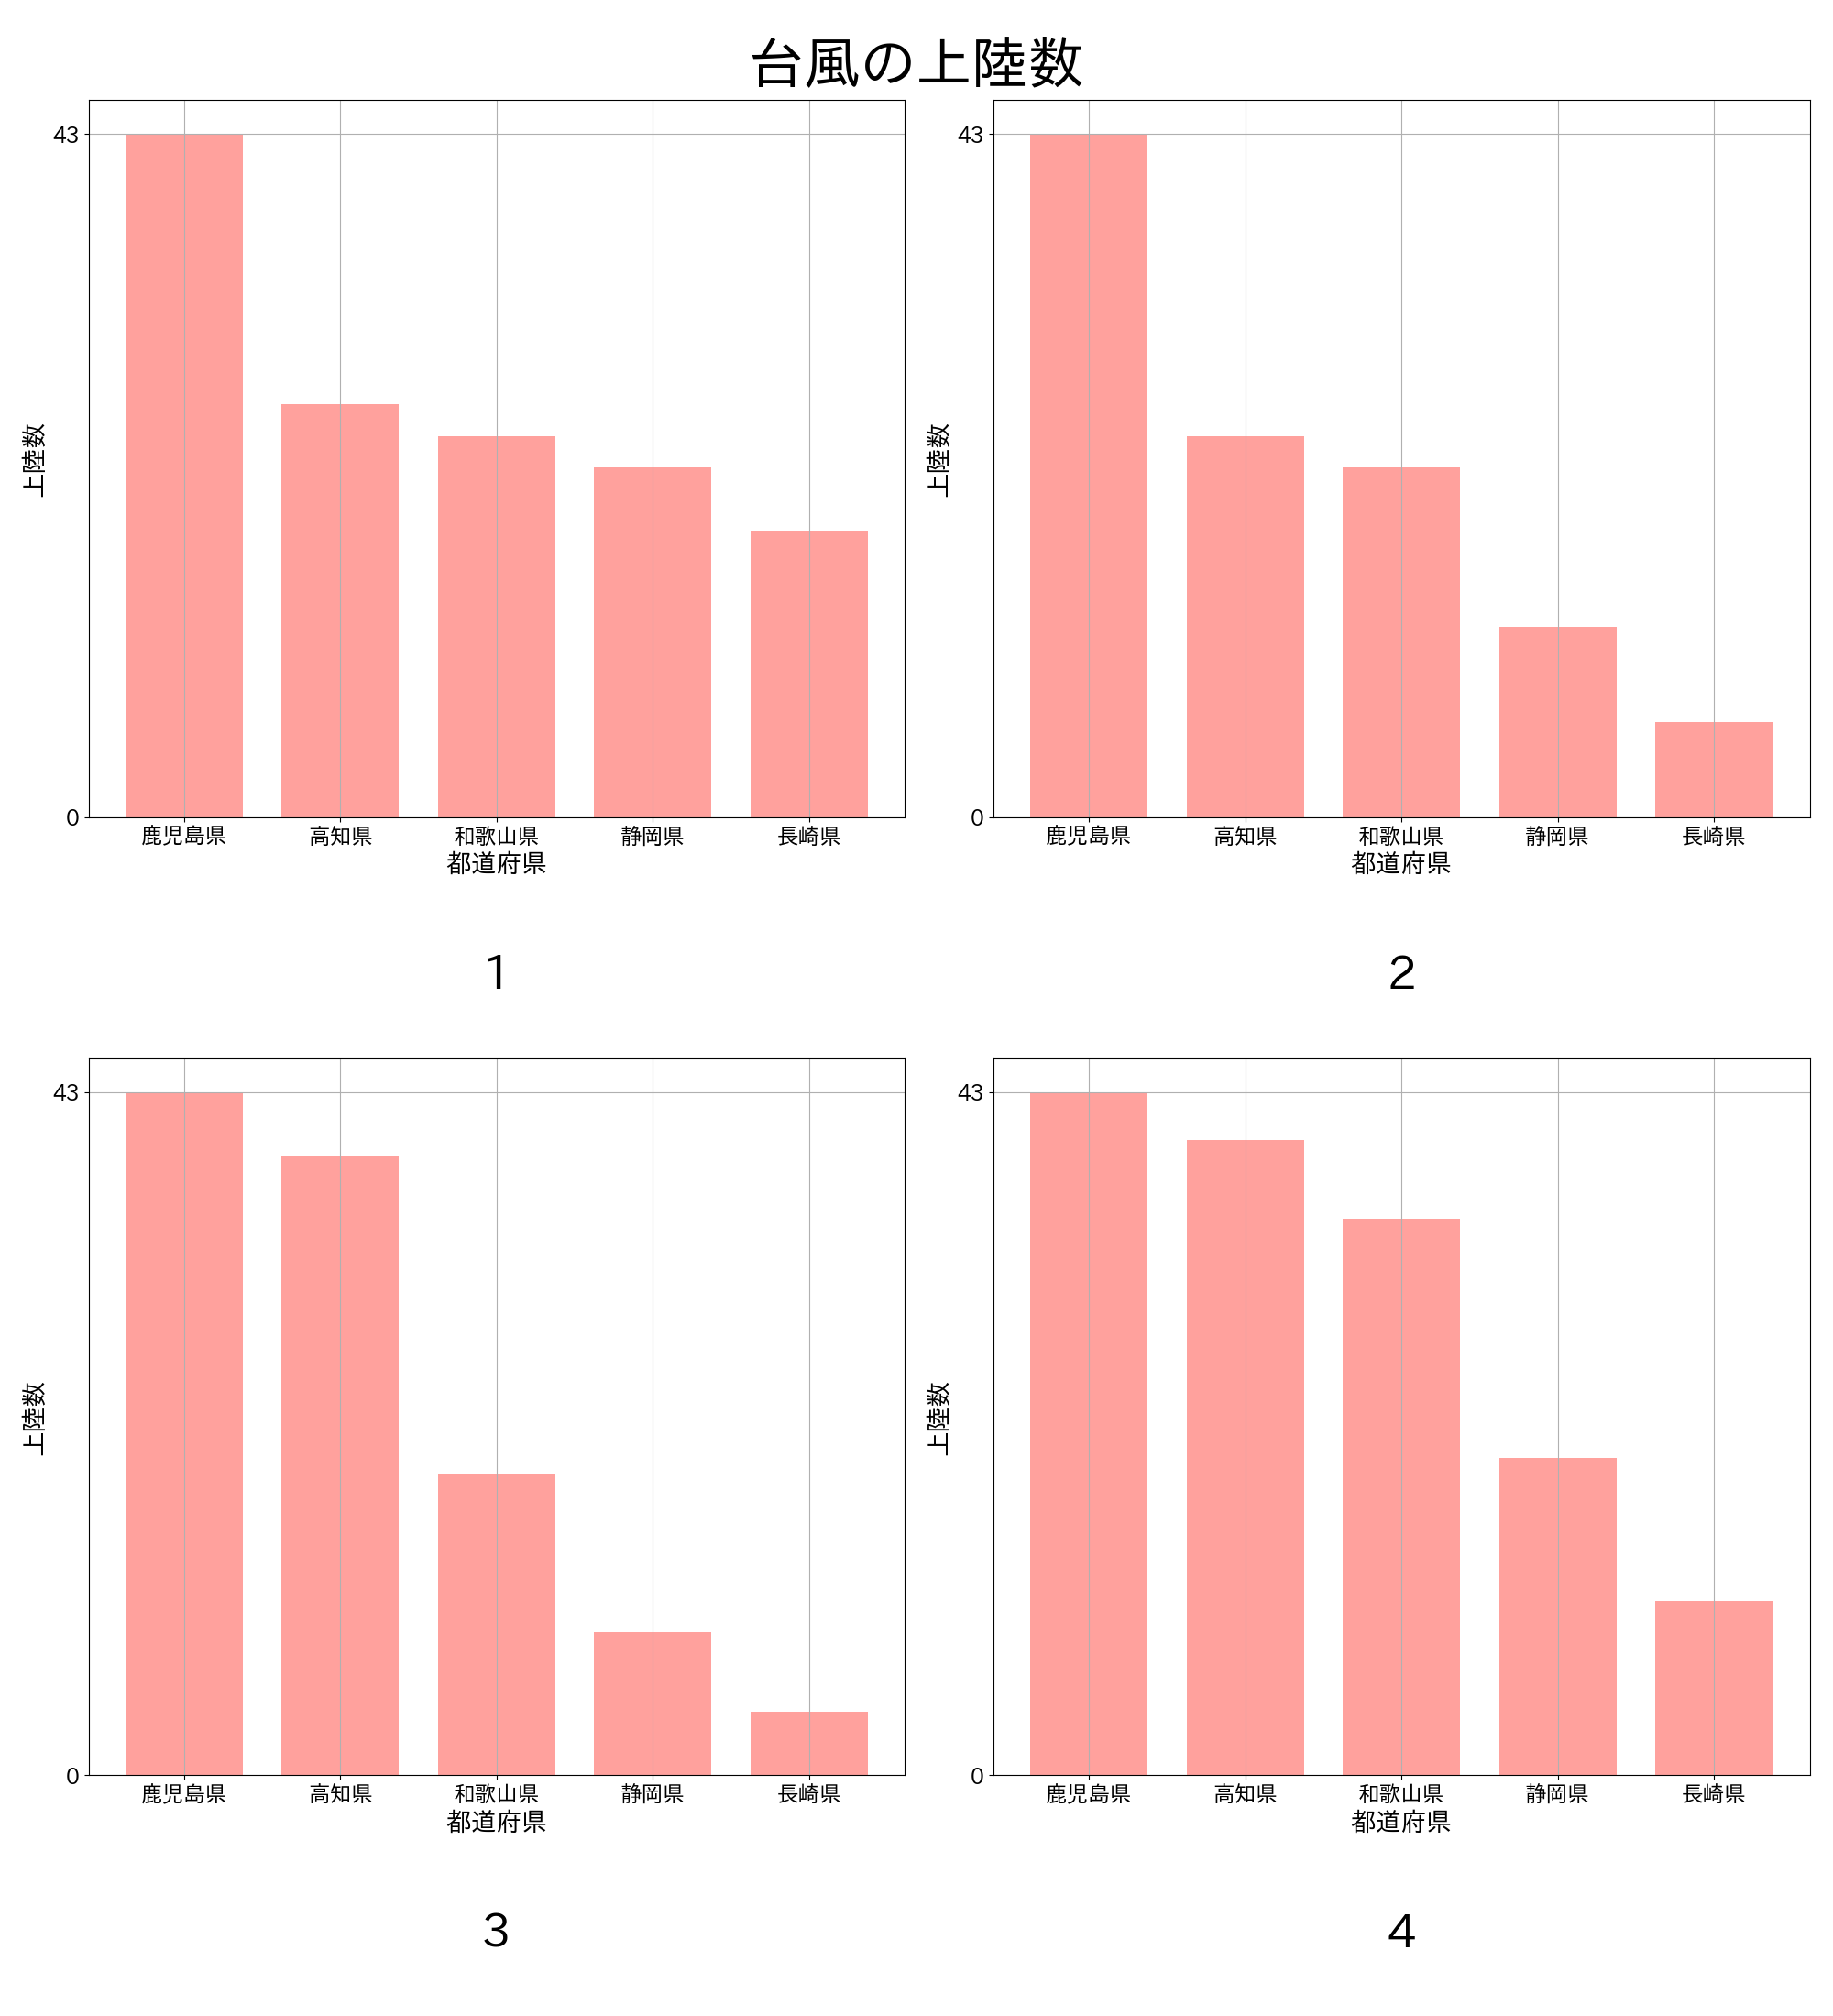 台風の上陸数
43
0
上陸数
鹿児島県 高知県 和歌山県 静岡県 長崎県
都道府県
1
43
0
上陸数
鹿児島県 高知県 和歌山県 静岡県 長崎県
都道府県
2
43
0
上陸数
鹿児島県 高知県 和歌山県 静岡県 長崎県
都道府県
3
43
0
上陸数
鹿児島県 高知県 和歌山県 静岡県 長崎県
都道府県
4